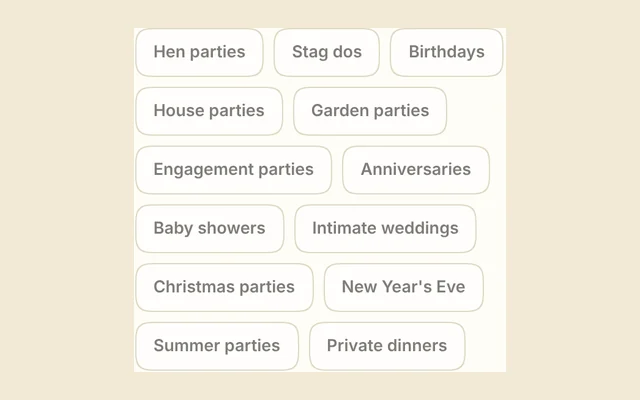 Hen parties Stag dos Birthdays
House parties Garden parties
Engagement parties Anniversaries
Baby showers Intimate weddings
Christmas parties New Year's Eve
Summer parties Private dinners